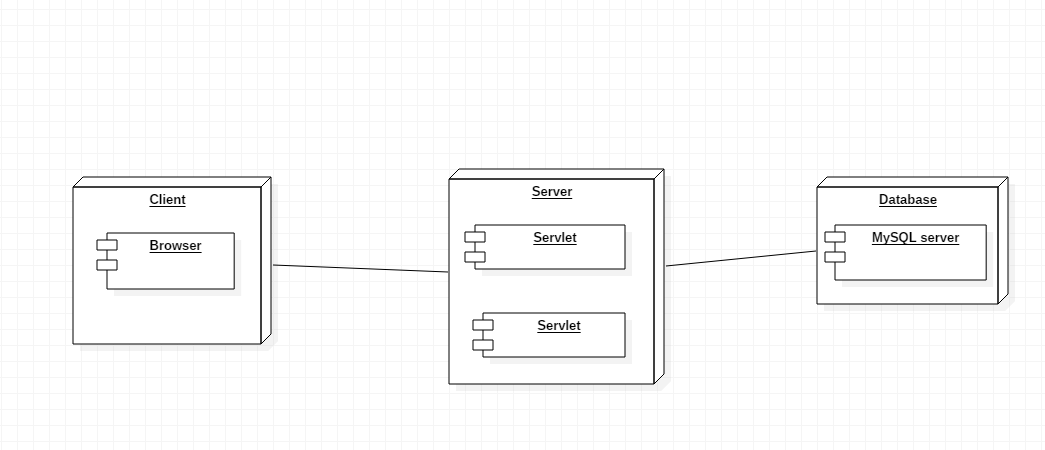 Client
Browser
Server
Servlet
Servlet
Database
MySQL server